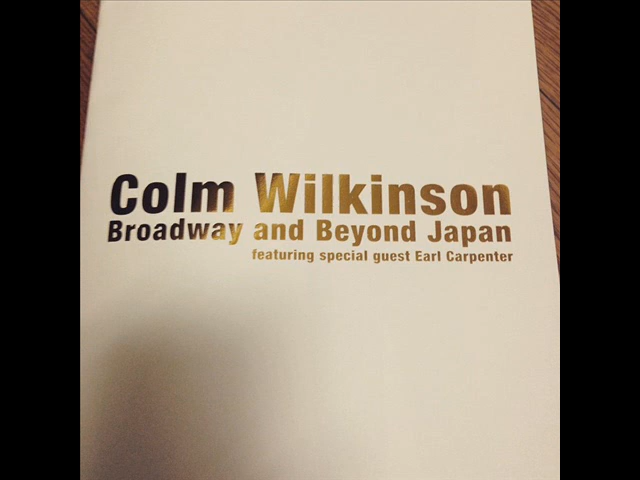 Colm Wilkinson
Broadway and Beyond Japan
featuring special guest Earl Carpenter